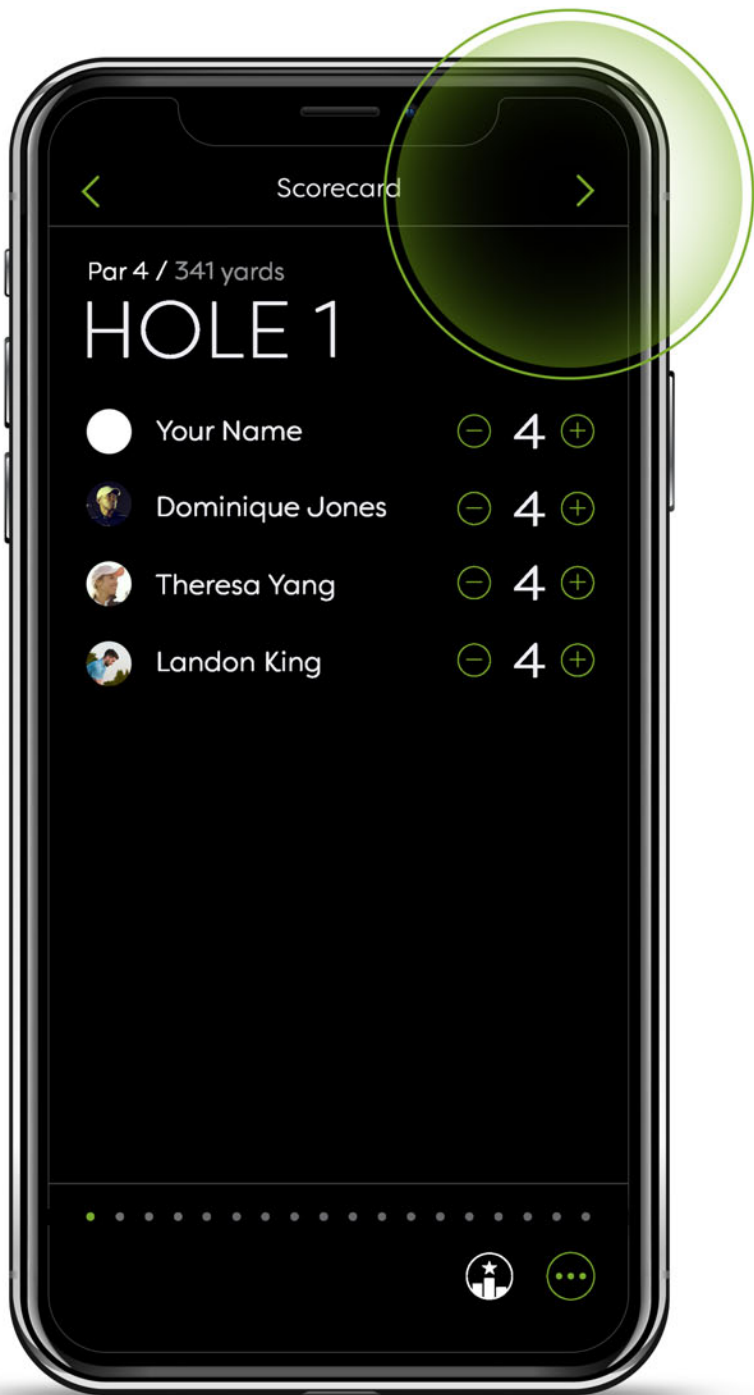 Scorecard
Par 4 / 341 yards
HOLE 1
Your Name 4
Dominique Jones 4
Theresa Yang 4
Landon King 4